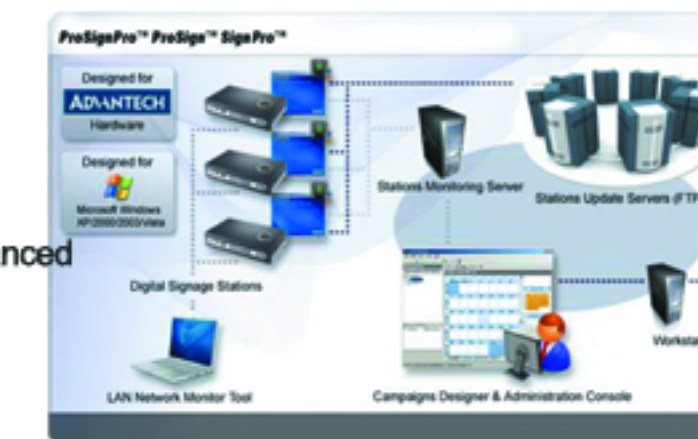 ProSignPro™ ProSign™ SignPro™
Designed for
ADVANTECH
Hardware
Designed for
Microsoft Windows
XP/2000/2003/Vista
Stations Monitoring Server
Stations Update Servers (FTP
nced
Digital Signage Stations
Worksta
LAN Network Monitor Tool
Campaigns Designer & Administration Console